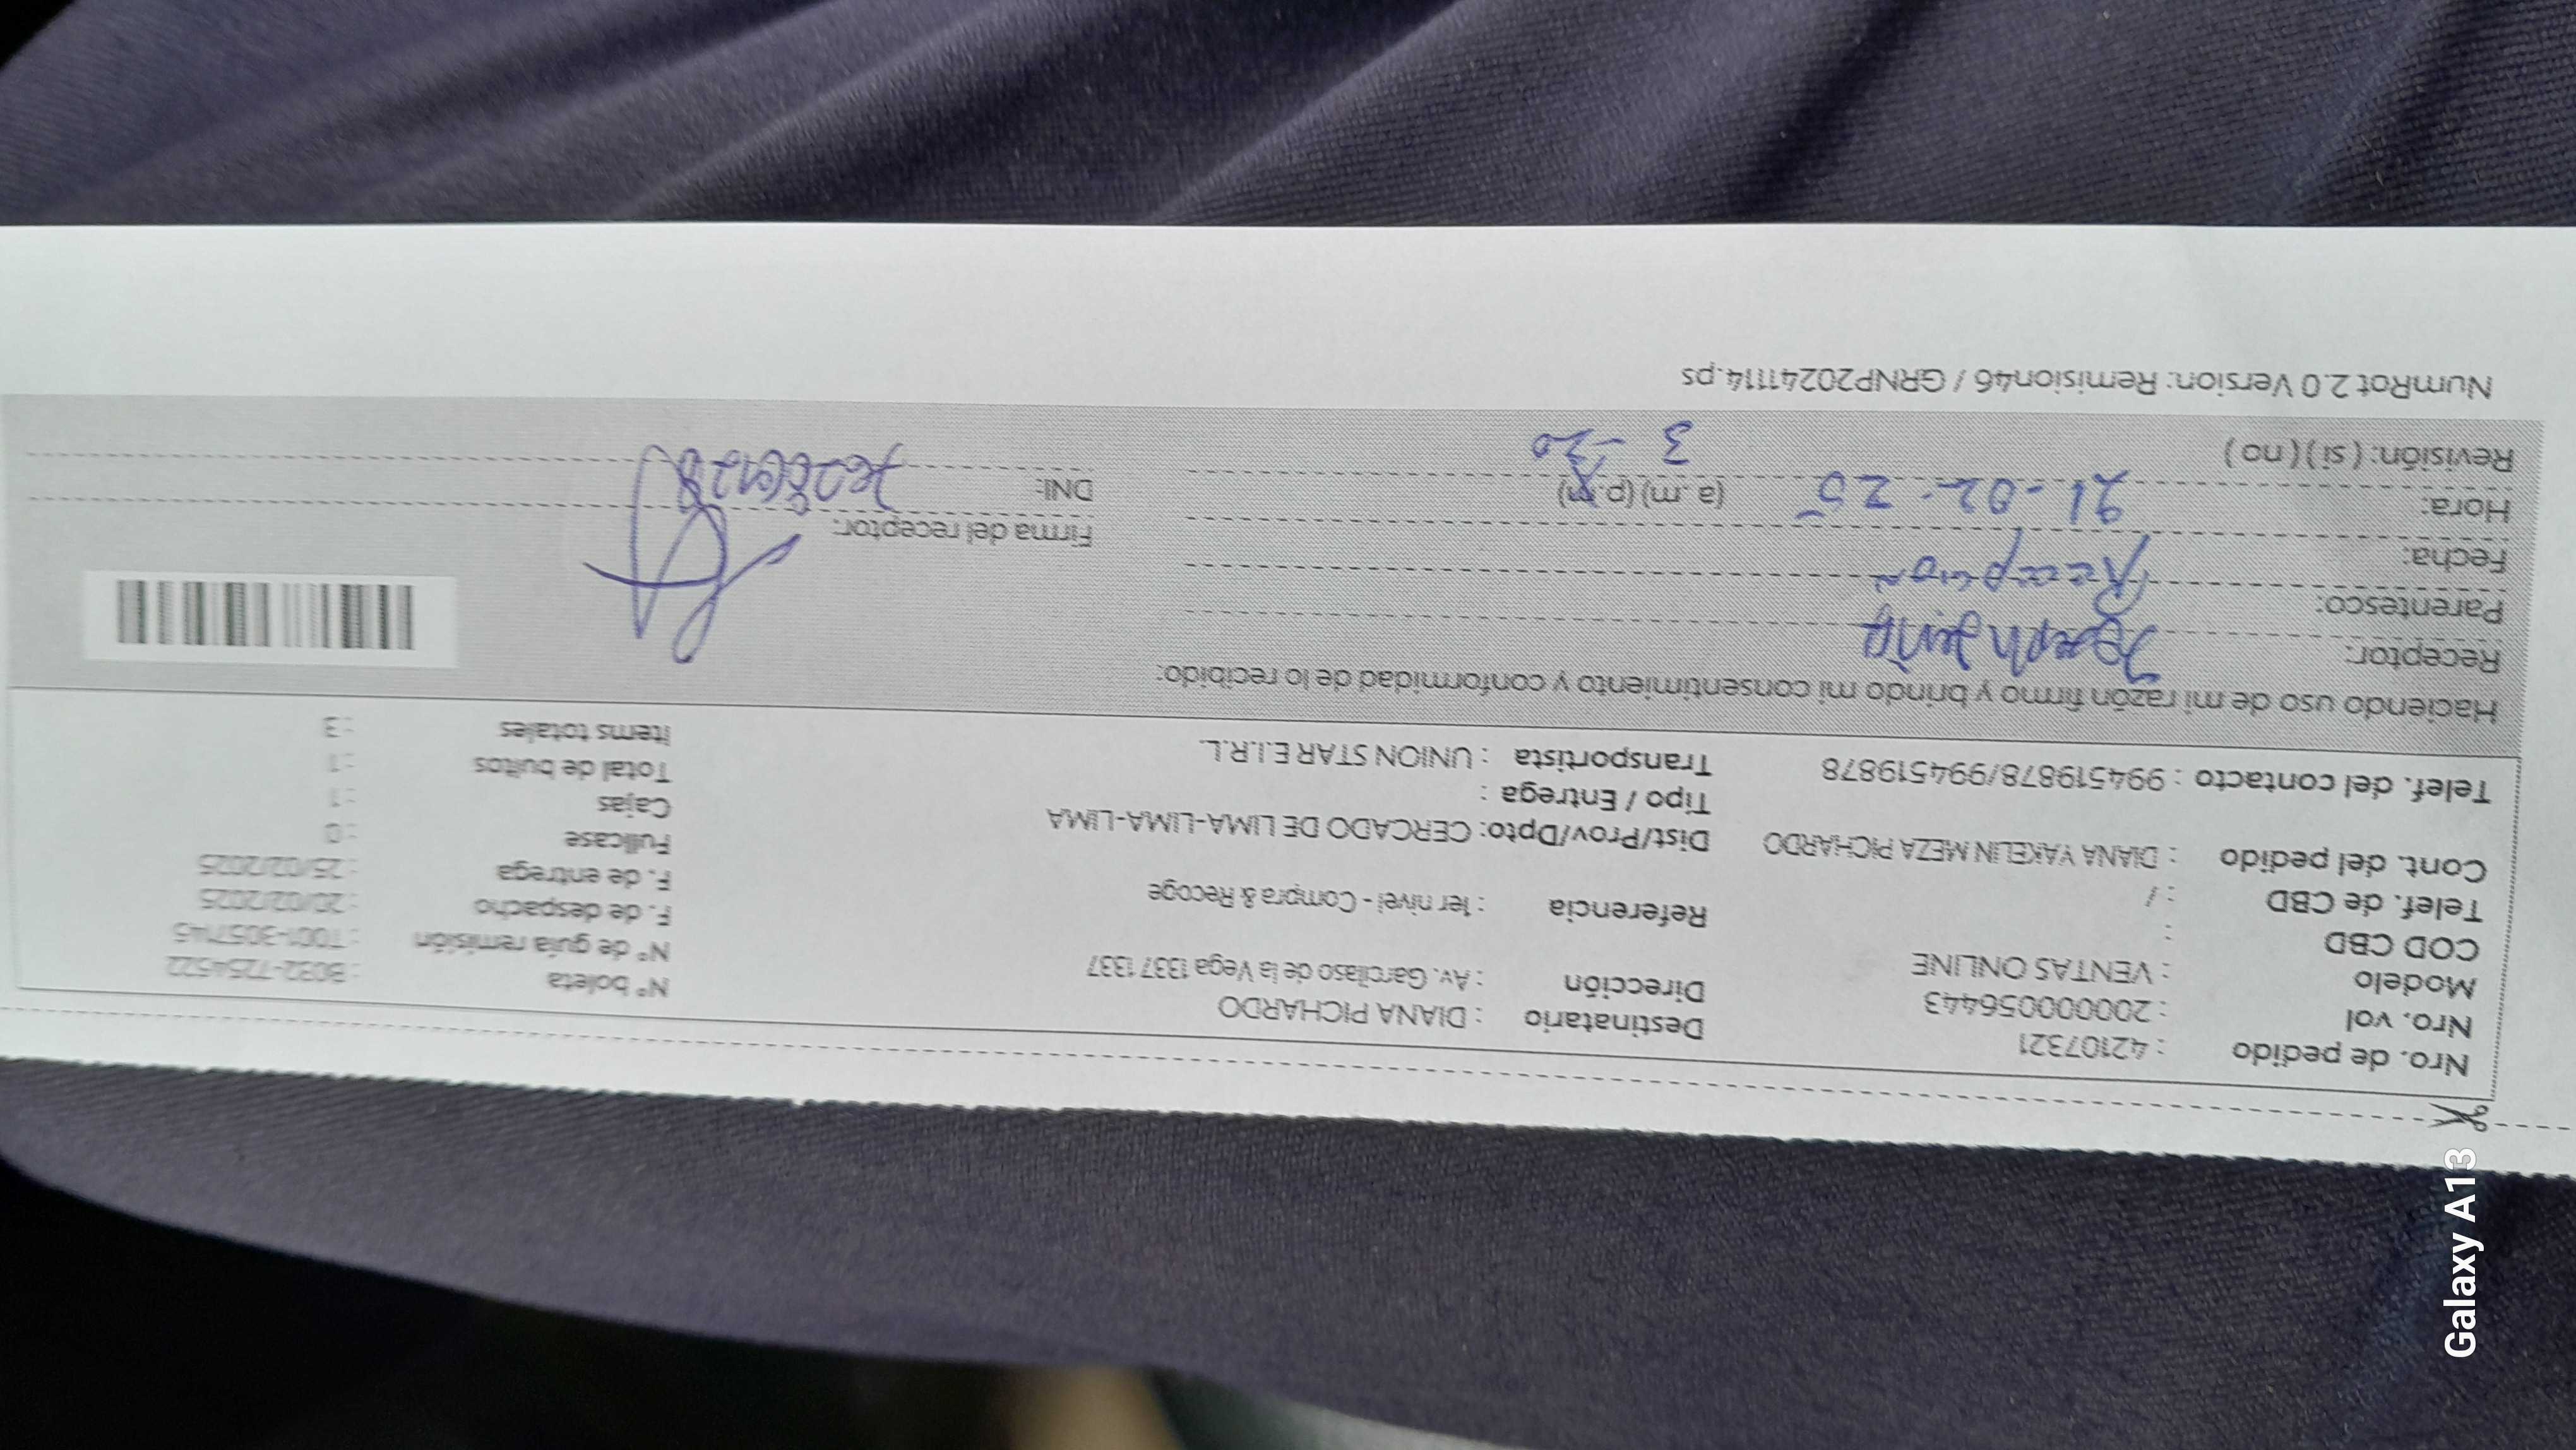 Nro. de pedido : 42107321
Nro. vol : 2000000056443
Modelo : VENTAS ONLINE
COD CBD :
Telef. de CBD : /
Cont. del pedido : DIANA YAKELIN MEZA PICHARDO
Telef. del contacto : 994519878/994519878
Destinatario : DIANA PICHARDO
Dirección : Av. Garcilaso de la Vega 1337 1337
Referencia : 1er nivel - Compra & Recoge
Dist/Prov/Dpto: CERCADO DE LIMA-LIMA-LIMA
Tipo / Entrega :
Transportista : UNION STAR E.I.R.L.
N° boleta : B032-7254522
N° de guía remisión : T001-3057145
F. de despacho : 20/02/2025
F. de entrega : 25/02/2025
Fullcase : 0
Cajas : 1
Total de bultos : 1
Items totales : 3
Haciendo uso de mi razón firmo y brindo mi consentimiento y conformidad de lo recibido:
Receptor: Joseph
Parentesco: Recepcion
Fecha: 21-02-25
Hora: (a.m) (p.m) 3-20
Revisión: ( si ) ( no )
Firma del receptor:
DNI:
NumRot 2.0 Version: Remision46 / GRNP20241114.ps
Galaxy A13